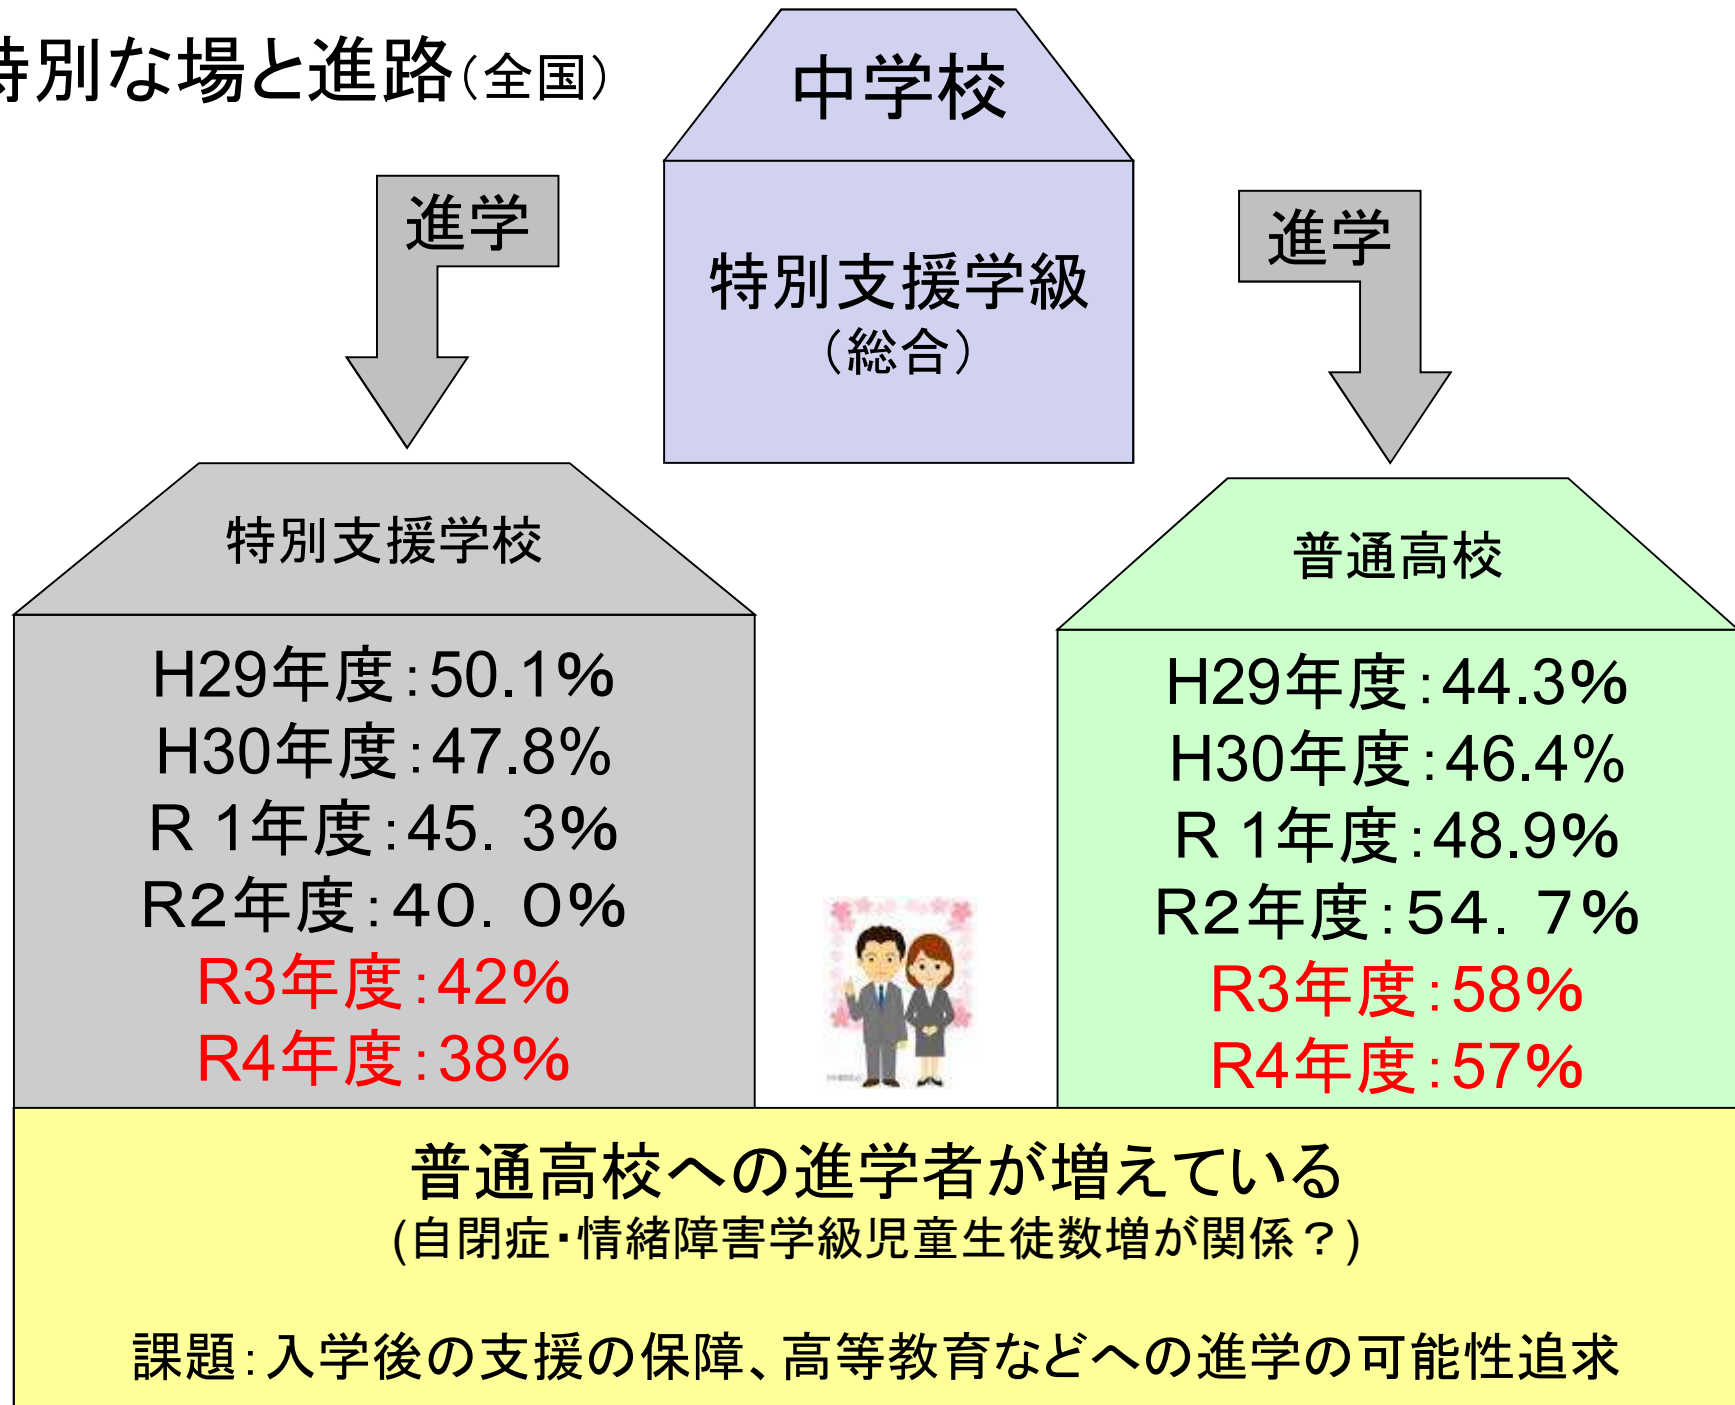 特別な場と進路（全国）
中学校
特別支援学級
（総合）
進学
進学
特別支援学校
H29年度：50.1%
H30年度：47.8%
R 1年度：45．3%
R２年度：４０．０%
R3年度：42%
R4年度：38%
普通高校
H29年度：44.3%
H30年度：46.4%
R 1年度：48.9%
R２年度：５４．７%
R3年度：58%
R4年度：57%
普通高校への進学者が増えている
(自閉症・情緒障害学級児童生徒数増が関係？)
課題：入学後の支援の保障、高等教育などへの進学の可能性追求